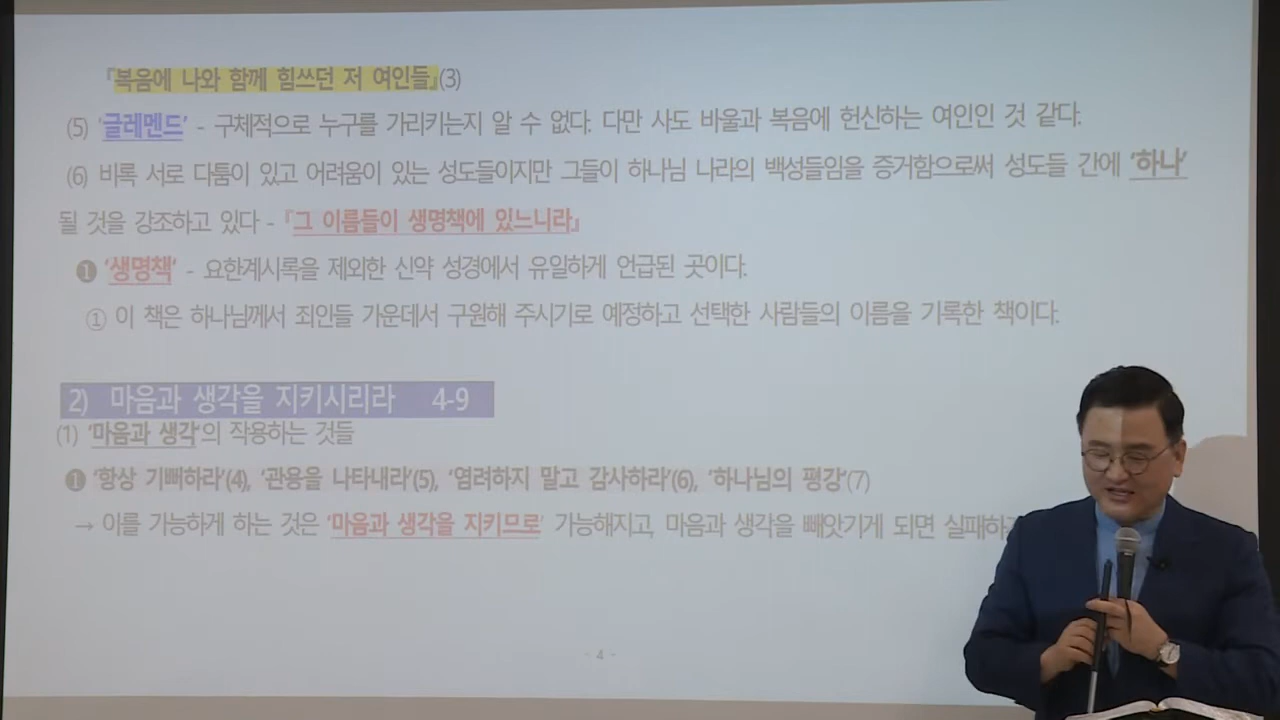 『복음에 나와 함께 힘쓰던 저 여인들』(3)
(5) '글레멘드' - 구체적으로 누구를 가리키는지 알 수 없다. 다만 사도 바울과 복음에 헌신하는 여인인 것 같다.
(6) 비록 서로 다툼이 있고 어려움이 있는 성도들이지만 그들이 하나님 나라의 백성들임을 증거함으로써 성도들 간에 '하나'
될 것을 강조하고 있다 - 『그 이름들이 생명책에 있느니라』
❶ '생명책' - 요한계시록을 제외한 신약 성경에서 유일하게 언급된 곳이다.
① 이 책은 하나님께서 죄인들 가운데서 구원해 주시기로 예정하고 선택한 사람들의 이름을 기록한 책이다.
2) 마음과 생각을 지키시리라 4-9
(1) '마음과 생각'의 작용하는 것들
❶ '항상 기뻐하라'(4), '관용을 나타내라'(5), '염려하지 말고 감사하라'(6), '하나님의 평강'(7)
→ 이를 가능하게 하는 것은 '마음과 생각을 지키므로' 가능해지고, 마음과 생각을 빼앗기게 되면
- 4 -